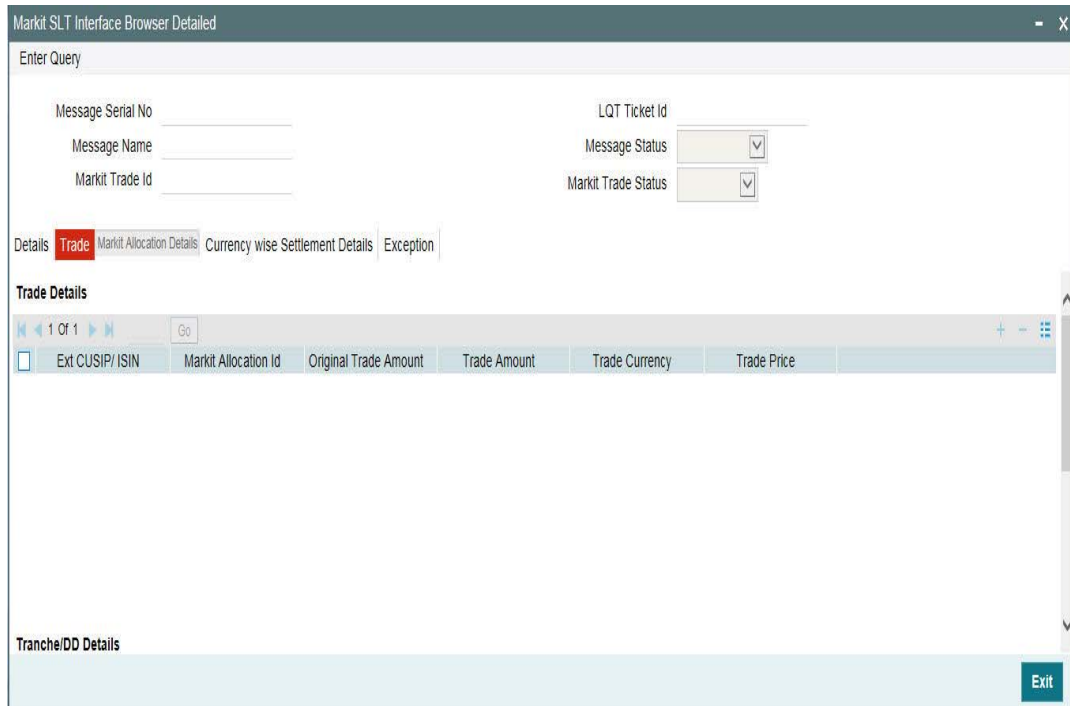 Markit SLT Interface Browser Detailed
Enter Query
Message Serial No
Message Name
Markit Trade Id
LQT Ticket Id
Message Status
Markit Trade Status
Details Trade Markit Allocation Details Currency wise Settlement Details Exception
Trade Details
1 Of 1 Go
Ext CUSIP/ ISIN Markit Allocation Id Original Trade Amount Trade Amount Trade Currency Trade Price
Tranche/DD Details
Exit